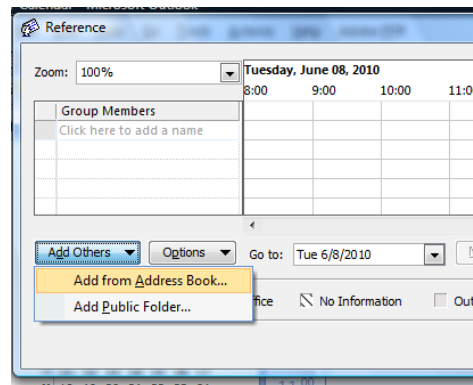 Calendar - Microsoft Outlook
Reference
Zoom: 100%
Tuesday, June 08, 2010
8:00 9:00 10:00 11:0
Group Members
Click here to add a name
Add Others Options Go to: Tue 6/8/2010
Add from Address Book...
Add Public Folder...
ffice No Information Out